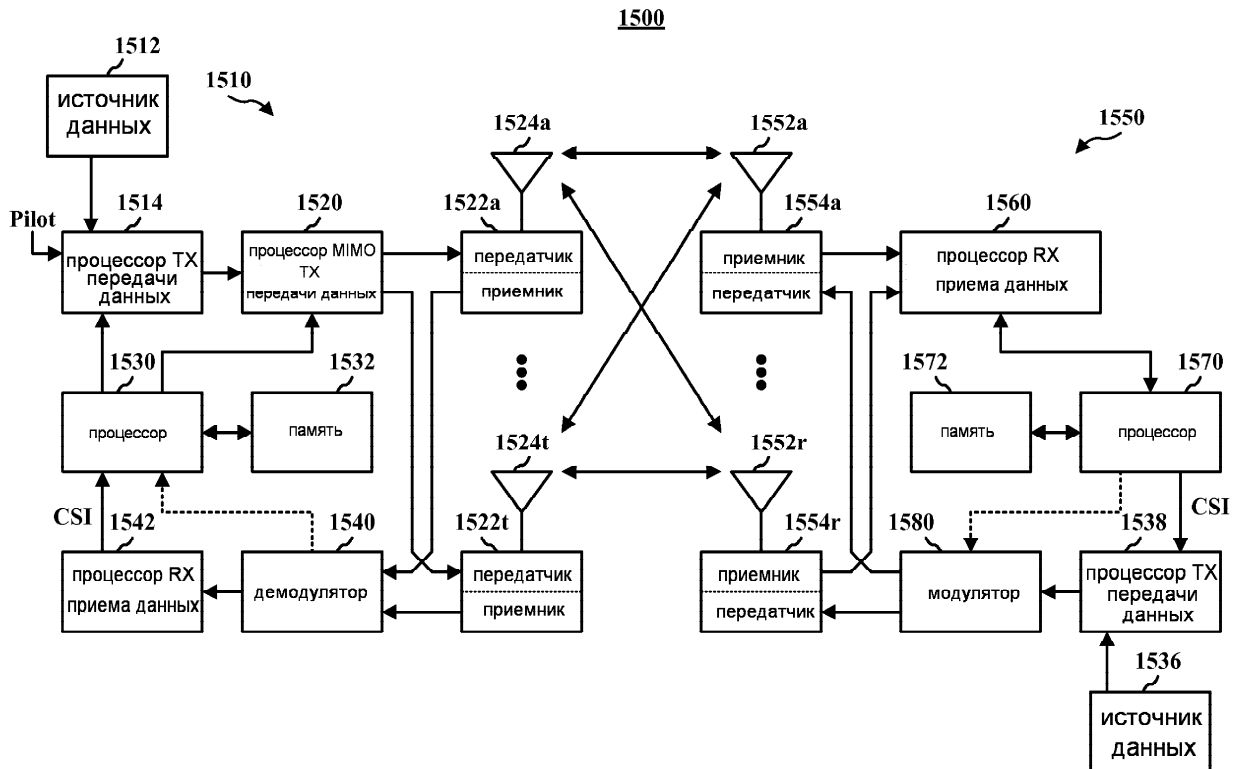 1500
1512
источник
данных
1510
1524a
1552a
1550
Pilot
1514
процессор TX
передачи
данных
1520
процессор MIMO
TX
передачи данных
1522a
передатчик
приемник
1554a
приемник
передатчик
1560
процессор RX
приема данных
1530
процессор
1532
память
1572
память
1570
процессор
1524t
1552r
CSI
1542
процессор RX
приема данных
1540
демодулятор
1522t
передатчик
приемник
1554r
приемник
передатчик
1580
модулятор
1538
CSI
процессор TX
передачи
данных
1536
источник
данных